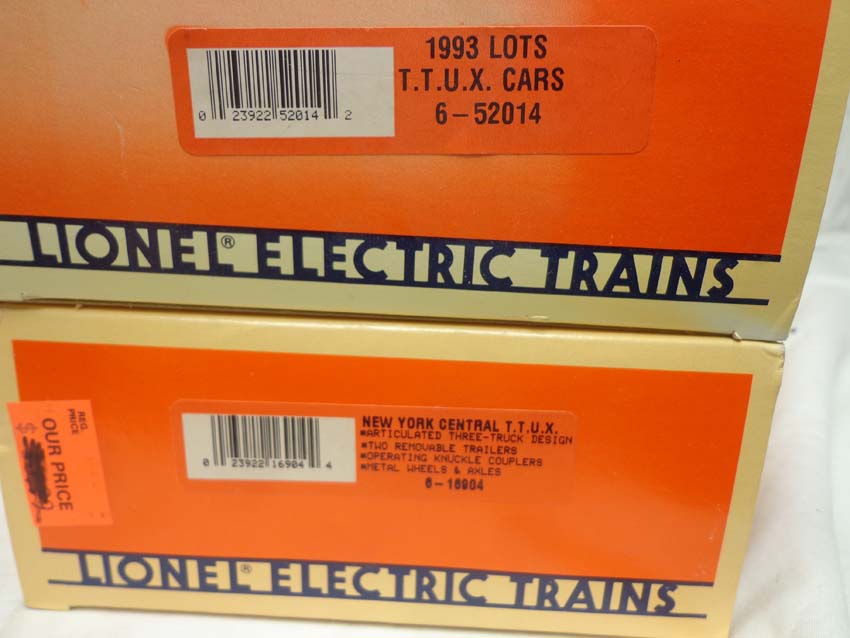 1993 LOTS
T.T.U.X. CARS
6-52014
0 23922 52014 2
LIONEL® ELECTRIC TRAINS
REG. PRICE
OUR PRICE
$
NEW YORK CENTRAL T.T.U.X.
*ARTICULATED THREE-TRUCK DESIGN
*TWO REMOVABLE TRAILERS
*OPERATING KNUCKLE COUPLERS
*METAL WHEELS & AXLES
6-16904
0 23922 16904 4
LIONEL® ELECTRIC TRAINS